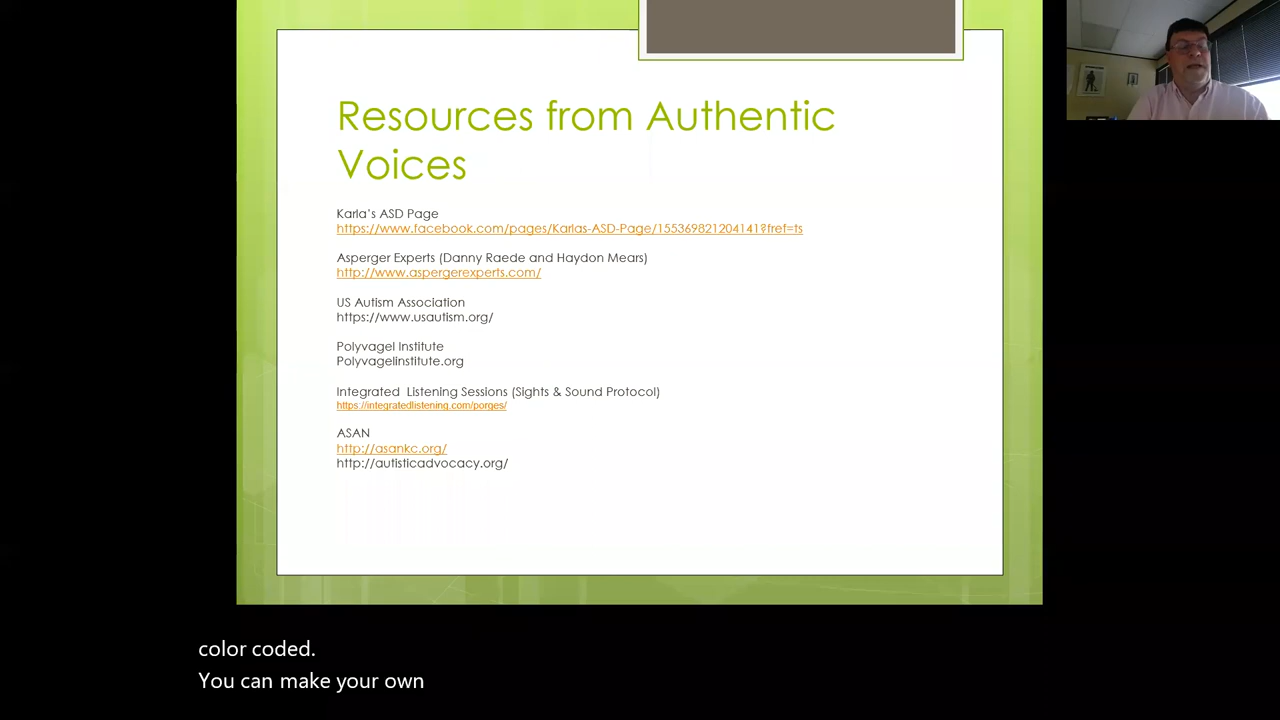 Resources from Authentic
Voices
Karla's ASD Page
https://www.facebook.com/pages/Karlas-ASD-Page/155369821204141?fref=ts
Asperger Experts (Danny Raede and Haydon Mears)
http://www.aspergerexperts.com/
US Autism Association
https://www.usautism.org/
Polyvagel Institute
Polyvagelinstitute.org
Integrated  Listening Sessions (Sights & Sound Protocol)
https://integratedlistening.com/porges/
ASAN
http://asankc.org/
http://autisticadvocacy.org/
color coded.
You can make your own